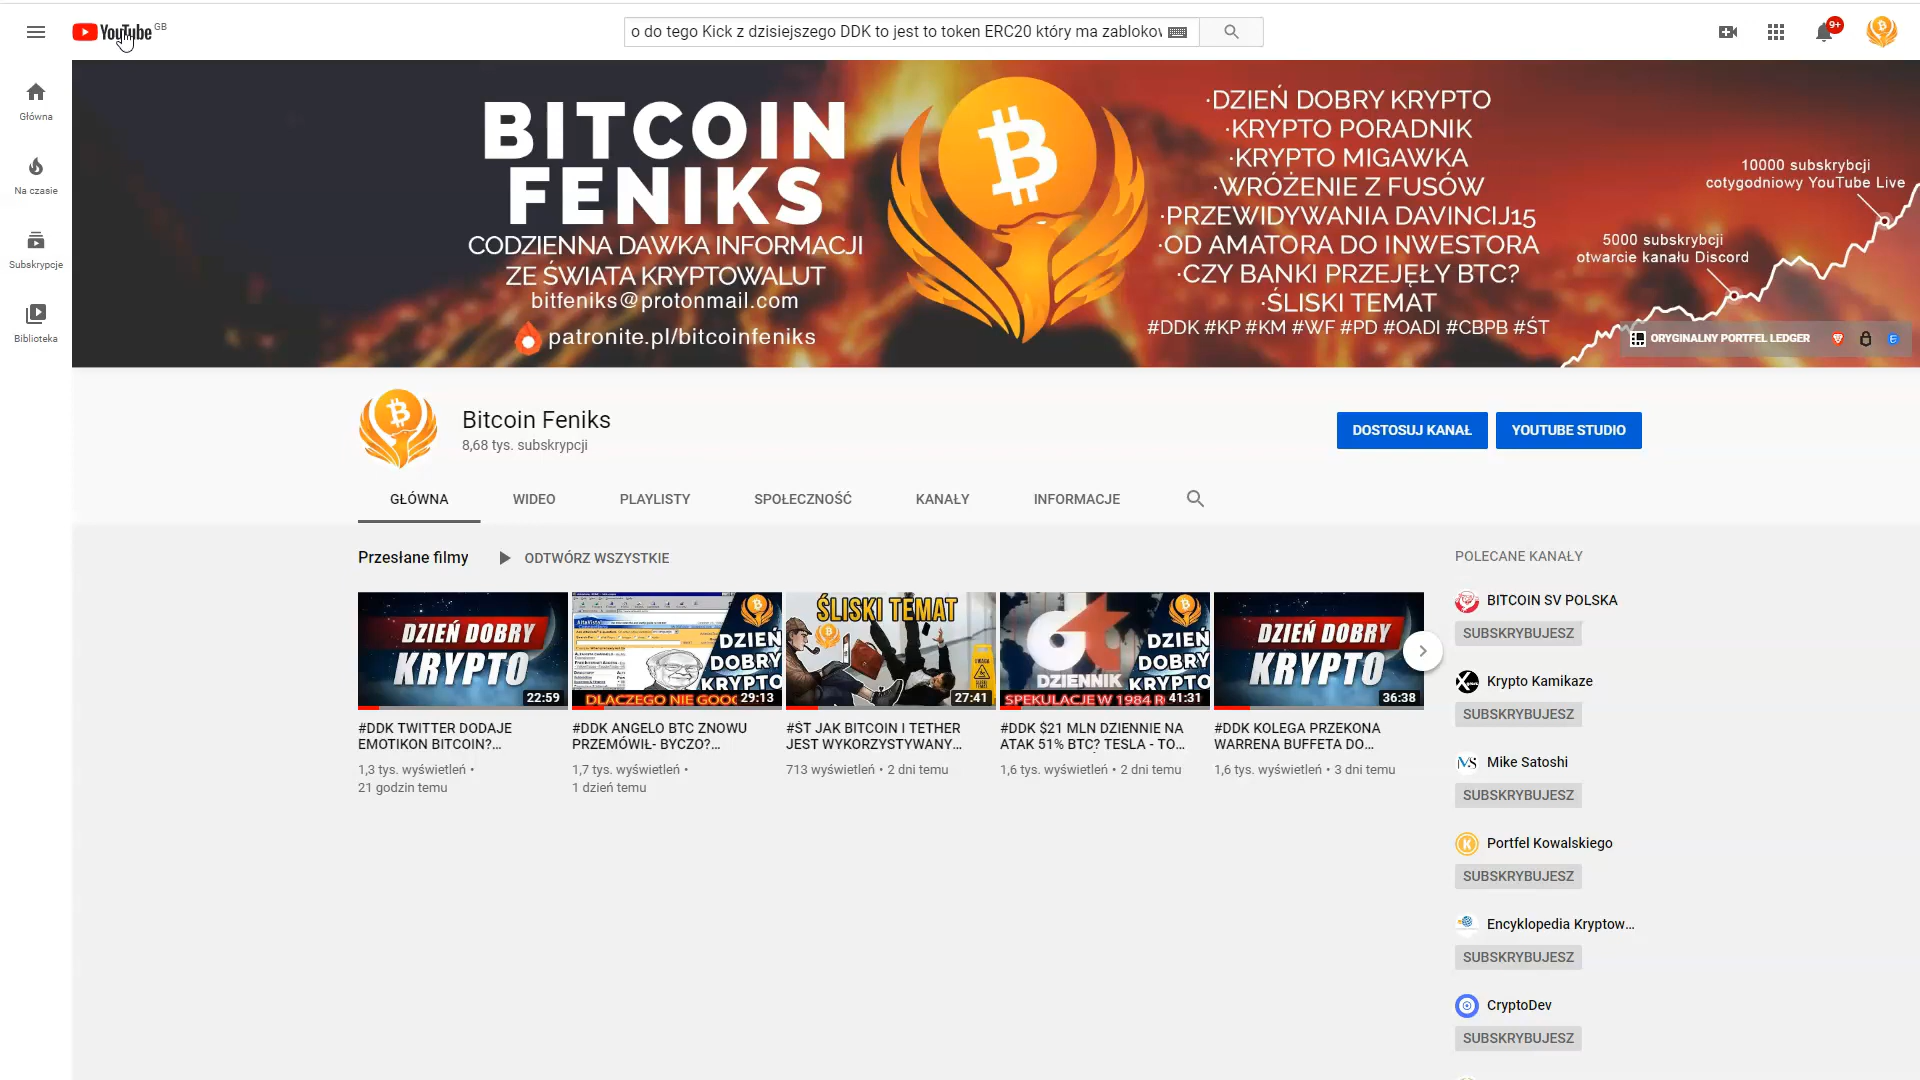 YouTube GB
o do tego Kick z dzisiejszego DDK to jest to token ERC20 który ma zablokov
9+
Główna
Na czasie
Subskrypcje
Biblioteka
BITCOIN
FENIKS
CODZIENNA DAWKA INFORMACJI
ZE ŚWIATA KRYPTOWALUT
bitfeniks@protonmail.com
patronite.pl/bitcoinfeniks
·DZIEŃ DOBRY KRYPTO
·KRYPTO PORADNIK
·KRYPTO MIGAWKA
·WRÓŻENIE Z FUSÓW
·PRZEWIDYWANIA DAVINCIJ15
·OD AMATORA DO INWESTORA
·CZY BANKI PRZEJĘŁY BTC?
·ŚLISKI TEMAT
#DDK #KP #KM #WF #PD #OADI #CBPB #ŚT
10000 subskrybcji
cotygodniowy YouTube Live
5000 subskrybcji
otwarcie kanału Discord
ORYGINALNY PORTFEL LEDGER
Bitcoin Feniks
8,68 tys. subskrypcji
DOSTOSUJ KANAŁ
YOUTUBE STUDIO
GŁÓWNA
WIDEO
PLAYLISTY
SPOŁECZNOŚĆ
KANAŁY
INFORMACJE
Przesłane filmy
ODTWÓRZ WSZYSTKIE
DZIEŃ DOBRY
KRYPTO
22:59
#DDK TWITTER DODAJE
EMOTIKON BITCOIN?...
1,3 tys. wyświetleń •
21 godzin temu
DZIEŃ
DOBRY
KRYPTO
DLACZEGO NIE GOOG
29:13
#DDK ANGELO BTC ZNOWU
PRZEMÓWIŁ- BYCZO?...
1,7 tys. wyświetleń •
1 dzień temu
ŚLISKI TEMAT
27:41
#ŚT JAK BITCOIN I TETHER
JEST WYKORZYSTYWANY...
713 wyświetleń • 2 dni temu
DZIENNIK
DZIEŃ
DOBRY
KRYPTO
SPEKULACJE W 1984 R
41:31
#DDK $21 MLN DZIENNIE NA
ATAK 51% BTC? TESLA - TO...
1,6 tys. wyświetleń • 2 dni temu
DZIEŃ DOBRY
KRYPTO
36:38
#DDK KOLEGA PRZEKONA
WARRENA BUFFETA DO...
1,6 tys. wyświetleń • 3 dni temu
POLECANE KANAŁY
BITCOIN SV POLSKA
SUBSKRYBUJESZ
Krypto Kamikaze
SUBSKRYBUJESZ
Mike Satoshi
SUBSKRYBUJESZ
Portfel Kowalskiego
SUBSKRYBUJESZ
Encyklopedia Kryptow...
SUBSKRYBUJESZ
CryptoDev
SUBSKRYBUJESZ